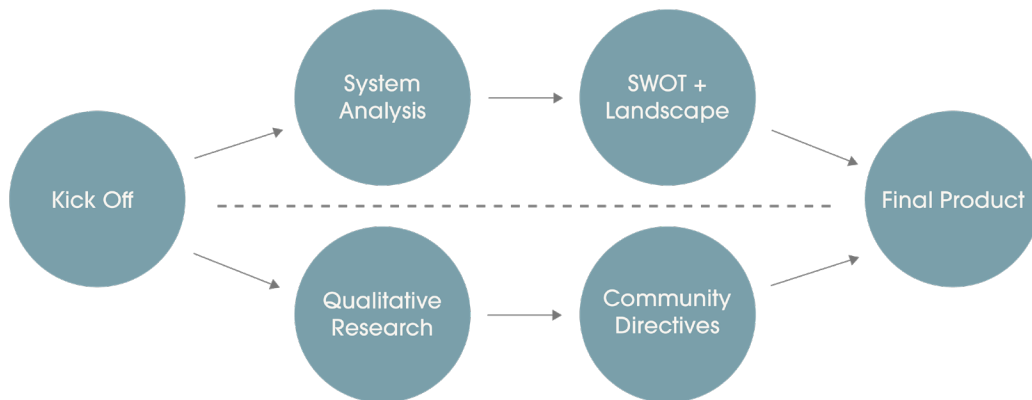 System
Analysis
SWOT +
Landscape
Kick Off
Final Product
Qualitative
Research
Community
Directives